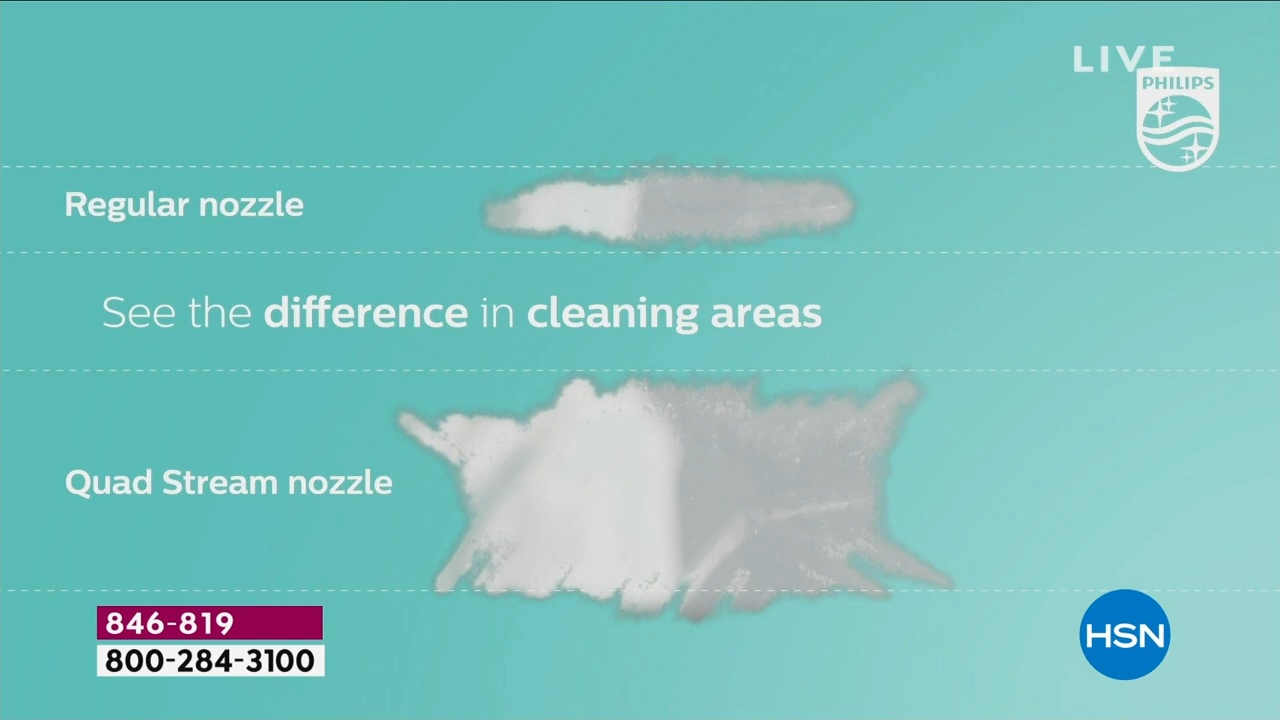 LIVE
PHILIPS
Regular nozzle
See the difference in cleaning areas
Quad Stream nozzle
846-819
800-284-3100
HSN